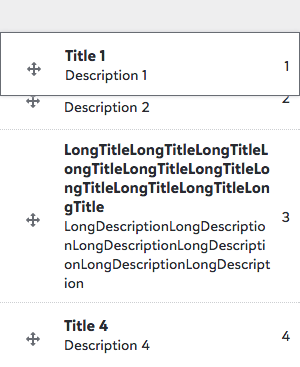 Title 1
Description 1
1
Description 2
2
LongTitleLongTitleLongTitleL
ongTitleLongTitleLongTitleLo
ngTitleLongTitleLongTitleLon
gTitle
LongDescriptionLongDescriptio
nLongDescriptionLongDescripti
onLongDescriptionLongDescript
ion
3
Title 4
Description 4
4